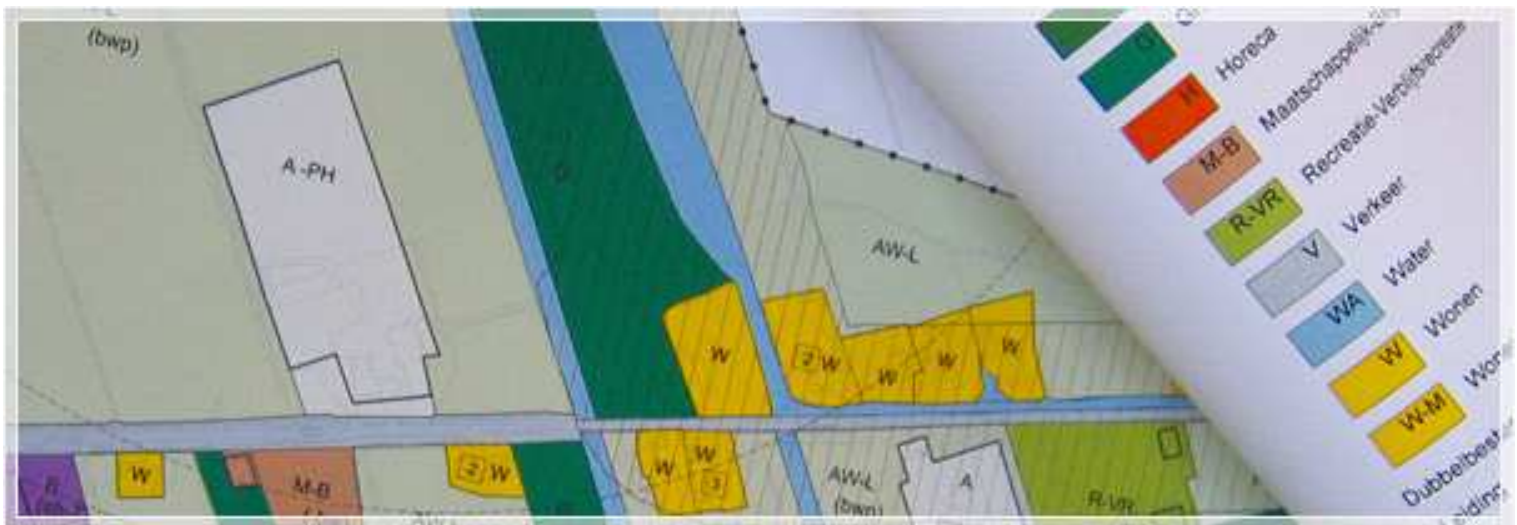 (bwp)
A-PH
G
AW-L
W
2 W
W
W
W
W
2 W
W
W
3
M-B
AW-L
(bwp)
A
R-VR
G
H
Horeca
M-B
Maatschappelijk-
R-VR
Recreatie-Verblijfsrecreatie
V
Verkeer
WA
Water
W
Wonen
W-M
Dubbelbest